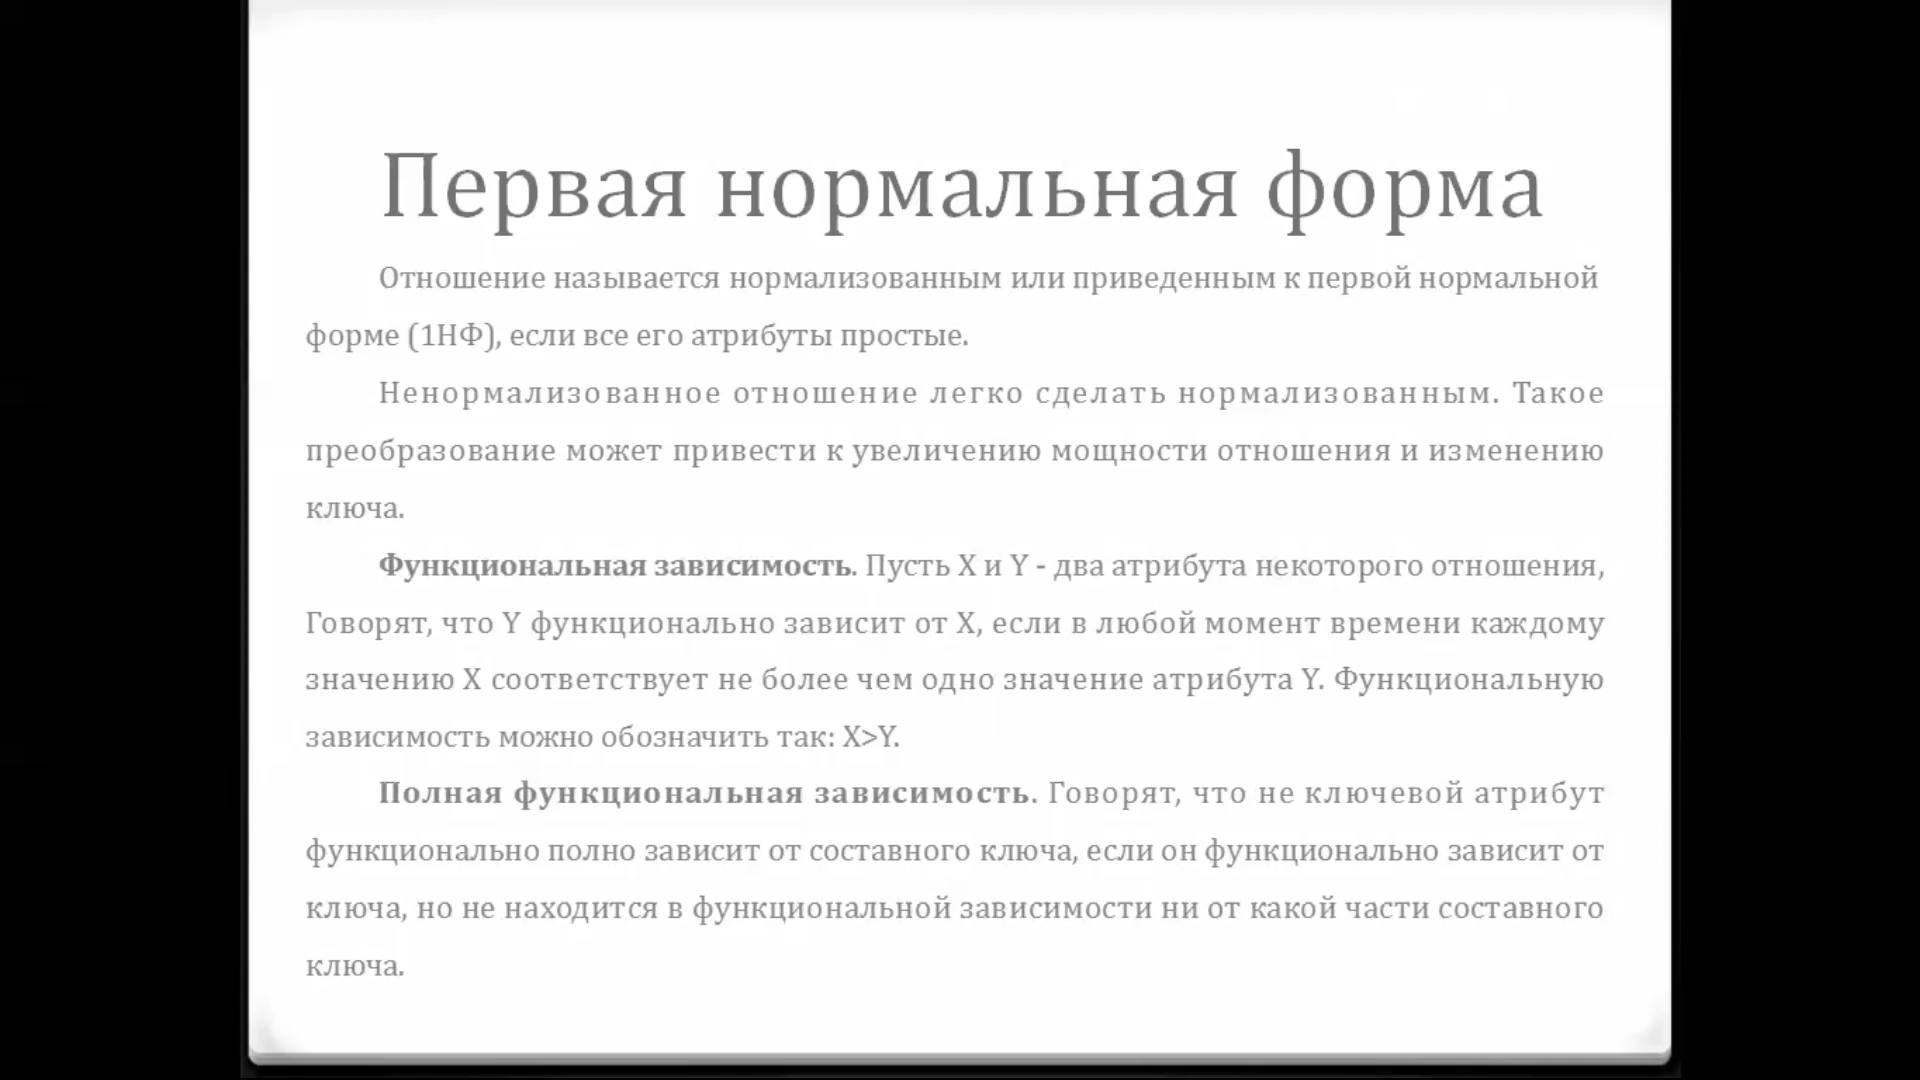 Первая нормальная форма
Отношение называется нормализованным или приведенным к первой нормальной
форме (1НФ), если все его атрибуты простые.
Ненормализованное отношение легко сделать нормализованным. Такое
преобразование может привести к увеличению мощности отношения и изменению
ключа.
Функциональная зависимость. Пусть X и Y - два атрибута некоторого отношения,
Говорят, что Y функционально зависит от X, если в любой момент времени каждому
значению X соответствует не более чем одно значение атрибута Y. Функциональную
зависимость можно обозначить так: X>Y.
Полная функциональная зависимость. Говорят, что не ключевой атрибут
функционально полно зависит от составного ключа, если он функционально зависит от
ключа, но не находится в функциональной зависимости ни от какой части составного
ключа.